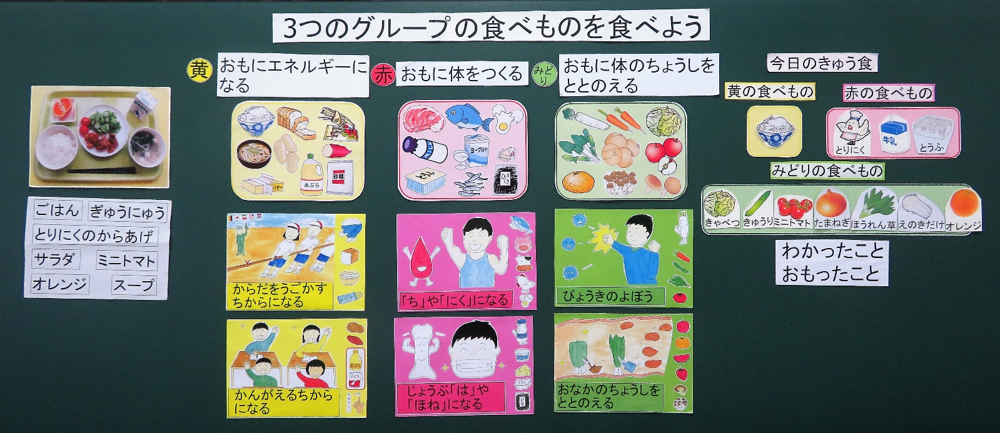 3つのグループの食べものを食べよう
ごはん
ぎゅうにゅう
とりにくのからあげ
サラダ
ミニトマト
オレンジ
スープ
黄
おもにエネルギーに
なる
バター
あぶら
砂糖
からだをうごかす
ちからになる
かんがえるちから
になる
赤
おもに体をつくる
MILK
ヨーグルト
「ち」や「にく」になる
じょうぶ「は」や
「ほね」になる
みど
り
おもに体のちょうしを
ととのえる
びょうきのよぼう
おなかのちょうしを
ととのえる
今日のきゅう食
黄の食べもの
赤の食べもの
とりにく
牛乳
とうふ
みどりの食べもの
きゃべつ
きゅうり
ミニトマト
たまねぎ
ほうれん草
えのきだけ
オレンジ
わかったこと
おもったこと